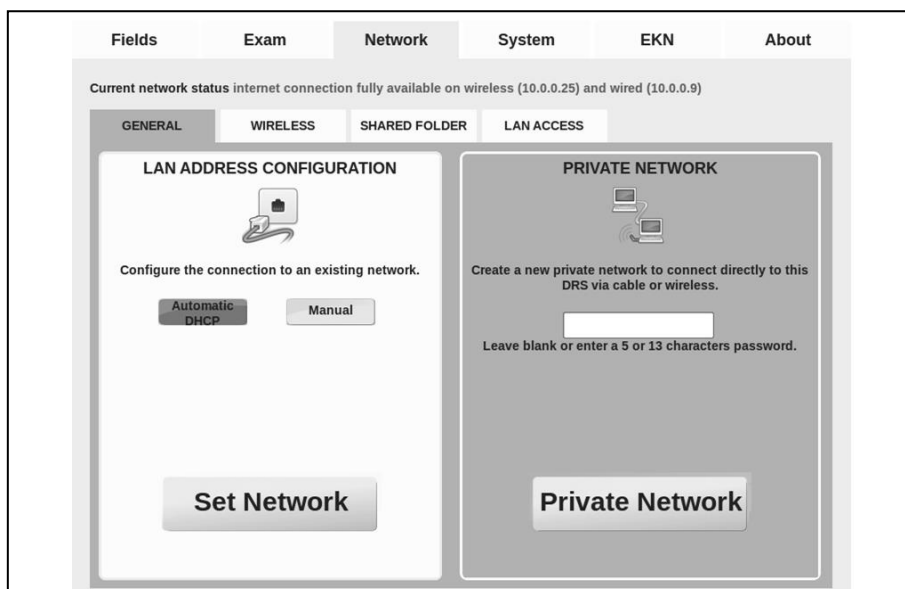 Fields Exam Network System EKN About
Current network status internet connection fully available on wireless (10.0.0.25) and wired (10.0.0.9)
GENERAL WIRELESS SHARED FOLDER LAN ACCESS
LAN ADDRESS CONFIGURATION
Configure the connection to an existing network.
Automatic
DHCP
Manual
Set Network
PRIVATE NETWORK
Create a new private network to connect directly to this
DRS via cable or wireless.
Leave blank or enter a 5 or 13 characters password.
Private Network